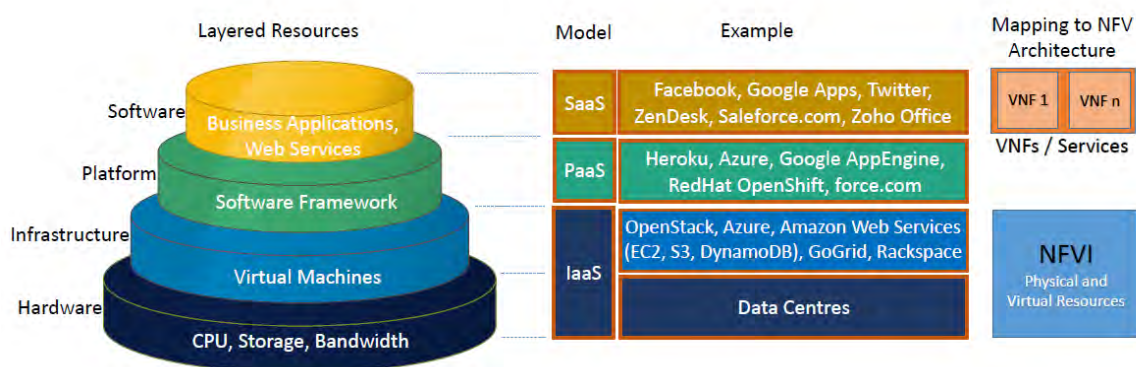 Layered Resources
Model
Example
Mapping to NFV
Architecture
Software
Business Applications,
Web Services
SaaS
Facebook, Google Apps, Twitter,
ZenDesk, Saleforce.com, Zoho Office
VNF 1
VNF n
VNFs / Services
Platform
Software Framework
PaaS
Heroku, Azure, Google AppEngine,
RedHat OpenShift, force.com
Infrastructure
Virtual Machines
IaaS
OpenStack, Azure, Amazon Web Services
(EC2, S3, DynamoDB), GoGrid, Rackspace
NFVI
Physical and
Virtual Resources
Hardware
CPU, Storage, Bandwidth
Data Centres